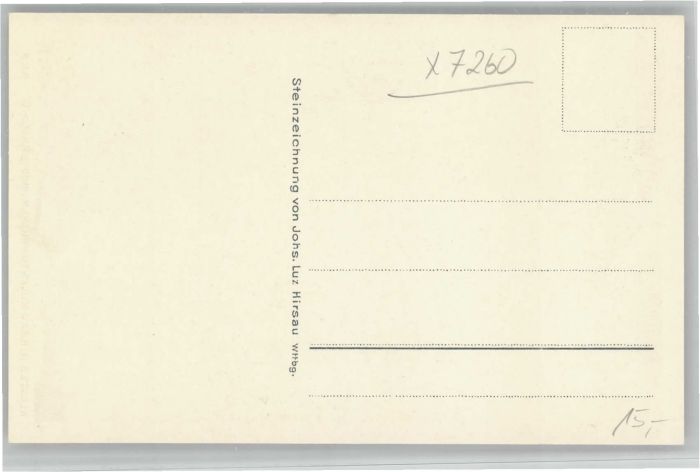 x 7260
Steinzeichnung von Johs. Luz Hirsau Wttbg.
15,-